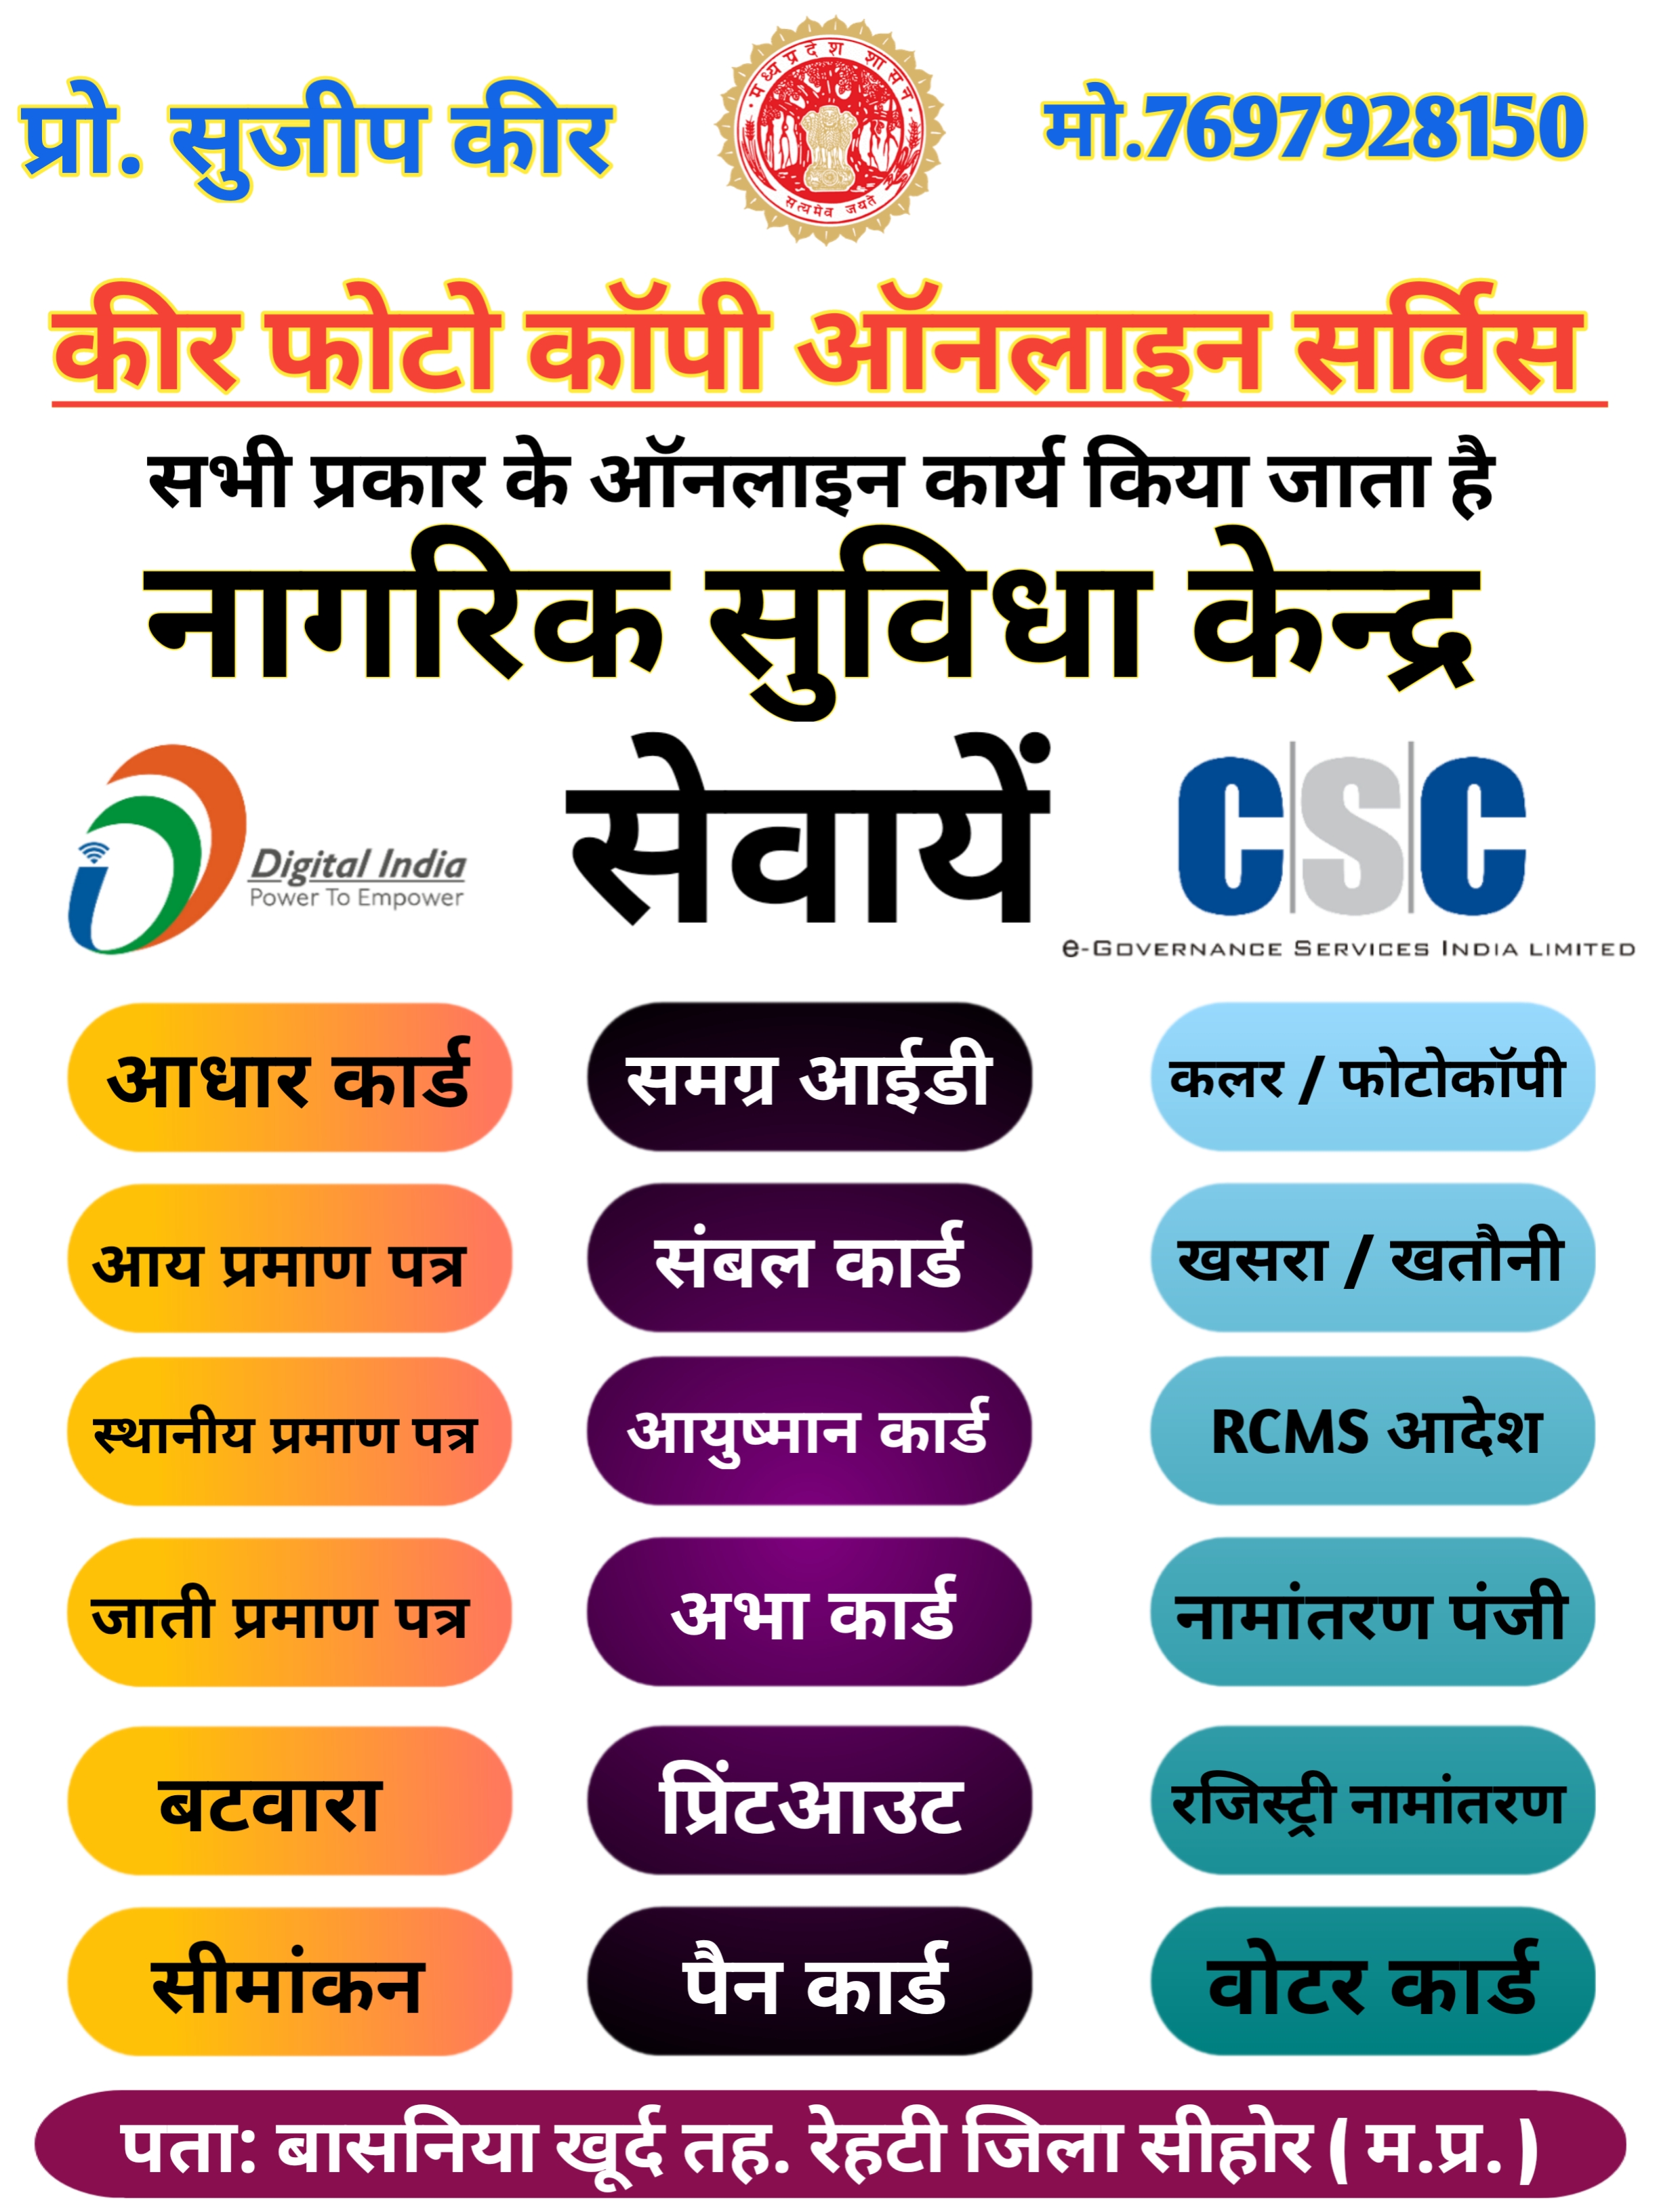 प्रो. सुजीप कीर
मध्यप्रदेश शासन
सत्यमेव जयते
मो.7697928150
कीर फोटो कॉपी ऑनलाइन सर्विस
सभी प्रकार के ऑनलाइन कार्य किया जाता है
नागरिक सुविधा केन्द्र
सेवायें
Digital India
Power To Empower
CSC
e-Governance Services India Limited
आधार कार्ड
समग्र आईडी
कलर / फोटोकॉपी
आय प्रमाण पत्र
संबल कार्ड
खसरा / खतौनी
स्थानीय प्रमाण पत्र
आयुष्मान कार्ड
RCMS आदेश
जाती प्रमाण पत्र
अभा कार्ड
नामांतरण पंजी
बटवारा
प्रिंटआउट
रजिस्ट्री नामांतरण
सीमांकन
पैन कार्ड
वोटर कार्ड
पता: बासनिया खूर्द तह. रेहटी जिला सीहोर ( म.प्र. )